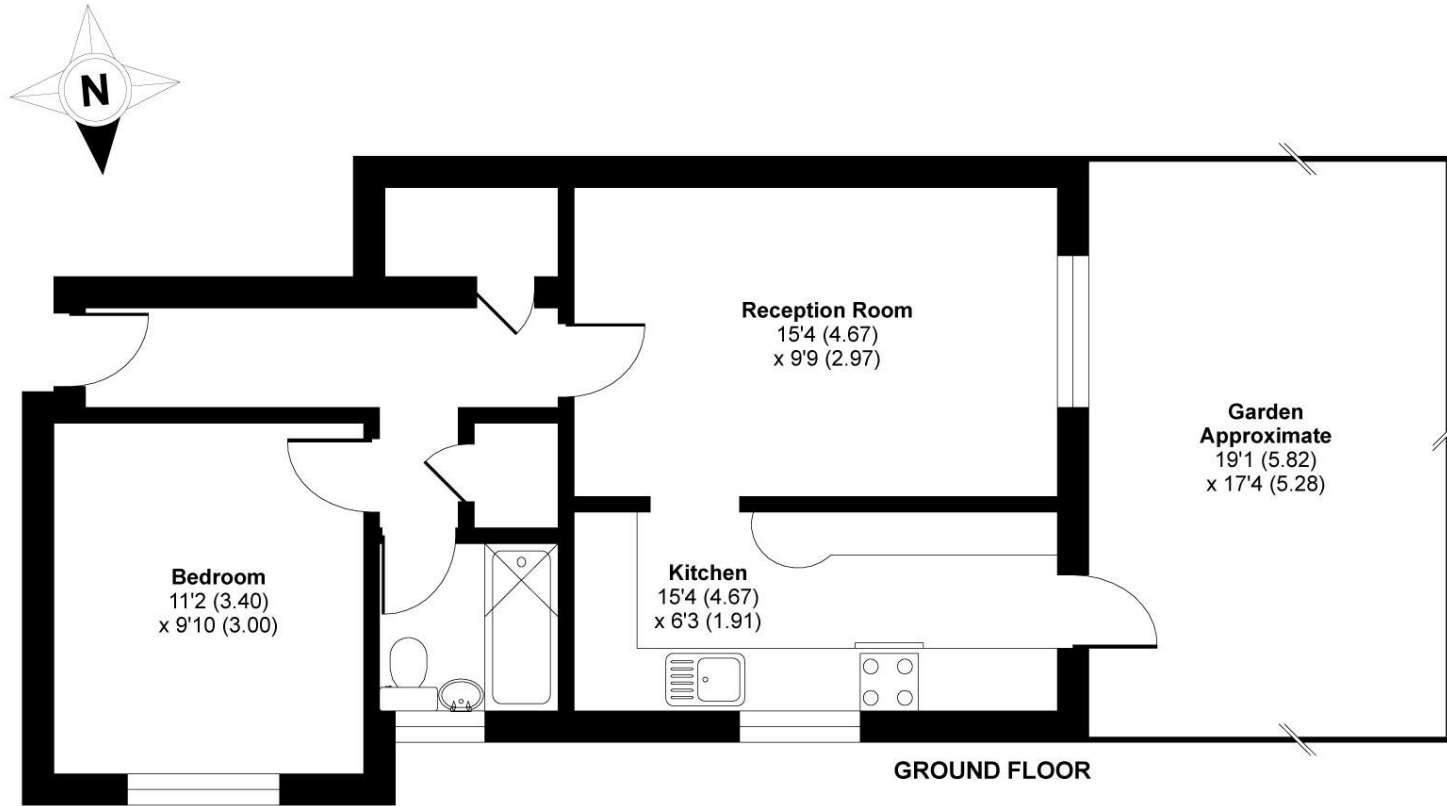 N
Reception Room
15'4 (4.67)
x 9'9 (2.97)
Garden
Approximate
19'1 (5.82)
x 17'4 (5.28)
Bedroom
11'2 (3.40)
x 9'10 (3.00)
Kitchen
15'4 (4.67)
x 6'3 (1.91)
GROUND FLOOR